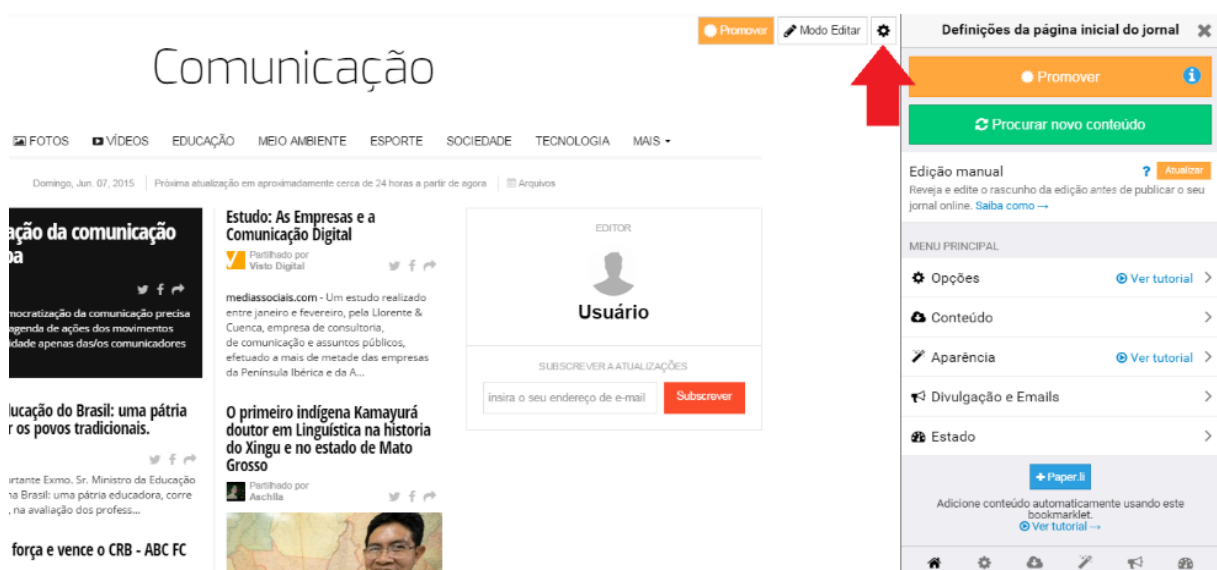 Promover
Modo Editar
Comunicação
FOTOS
VÍDEOS
EDUCAÇÃO
MEIO AMBIENTE
ESPORTE
SOCIEDADE
TECNOLOGIA
MAIS
Domingo, Jun. 07, 2015
Próxima atualização em aproximadamente cerca de 24 horas a partir de agora
Arquivos
ação da comunicação
pa
mocratização da comunicação precisa
agenda de ações dos movimentos
idade apenas das/os comunicadores
lucação do Brasil: uma pátria
r os povos tradicionais.
ortante Exmo. Sr. Ministro da Educação
na Brasil: uma pátria educadora, corre
, na avaliação dos profess...
força e vence o CRB - ABC FC
Estudo: As Empresas e a
Comunicação Digital
Partilhado por
Visto Digital
mediassociais.com - Um estudo realizado
entre janeiro e fevereiro, pela Llorente &
Cuenca, empresa de consultoria,
de comunicação e assuntos públicos,
efetuado a mais de metade das empresas
da Península Ibérica e da A...
O primeiro indígena Kamayurá
doutor em Linguística na historia
do Xingu e no estado de Mato
Grosso
Partilhado por
Aschlla
EDITOR
Usuário
SUBSCREVER A ATUALIZAÇÕES
insira o seu endereço de e-mail
Subscrever
Definições da página inicial do jornal
Promover
Procurar novo conteúdo
Edição manual
? Atualizar
Reveja e edite o rascunho da edição antes de publicar o seu
jornal online. Saiba como →
MENU PRINCIPAL
Opções
Ver tutorial
Conteúdo
Aparência
Ver tutorial
Divulgação e Emails
Estado
+ Paper.li
Adicione conteúdo automaticamente usando este
bookmarklet.
Ver tutorial →